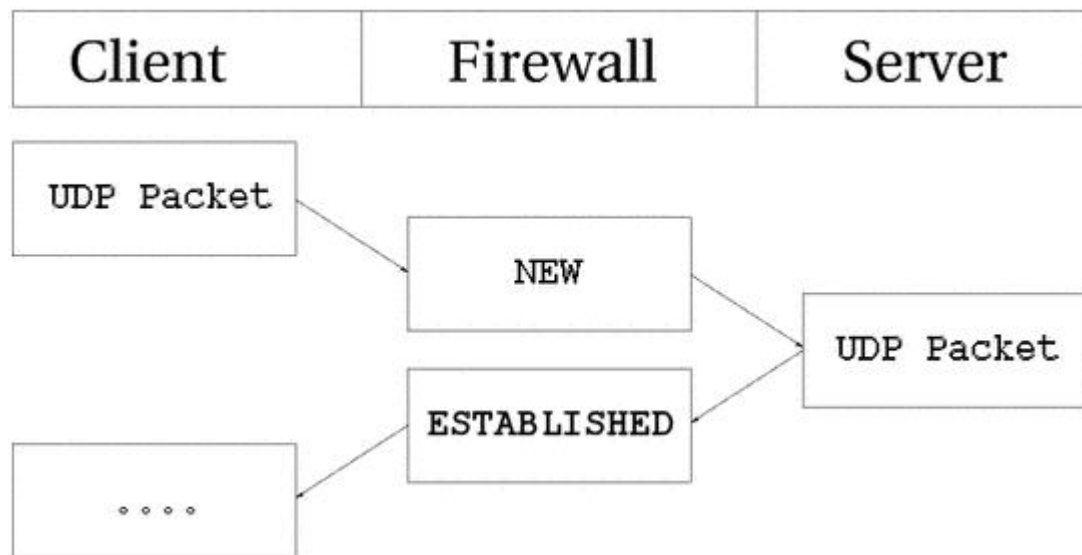 Client Firewall Server
UDP Packet
NEW
UDP Packet
ESTABLISHED
....